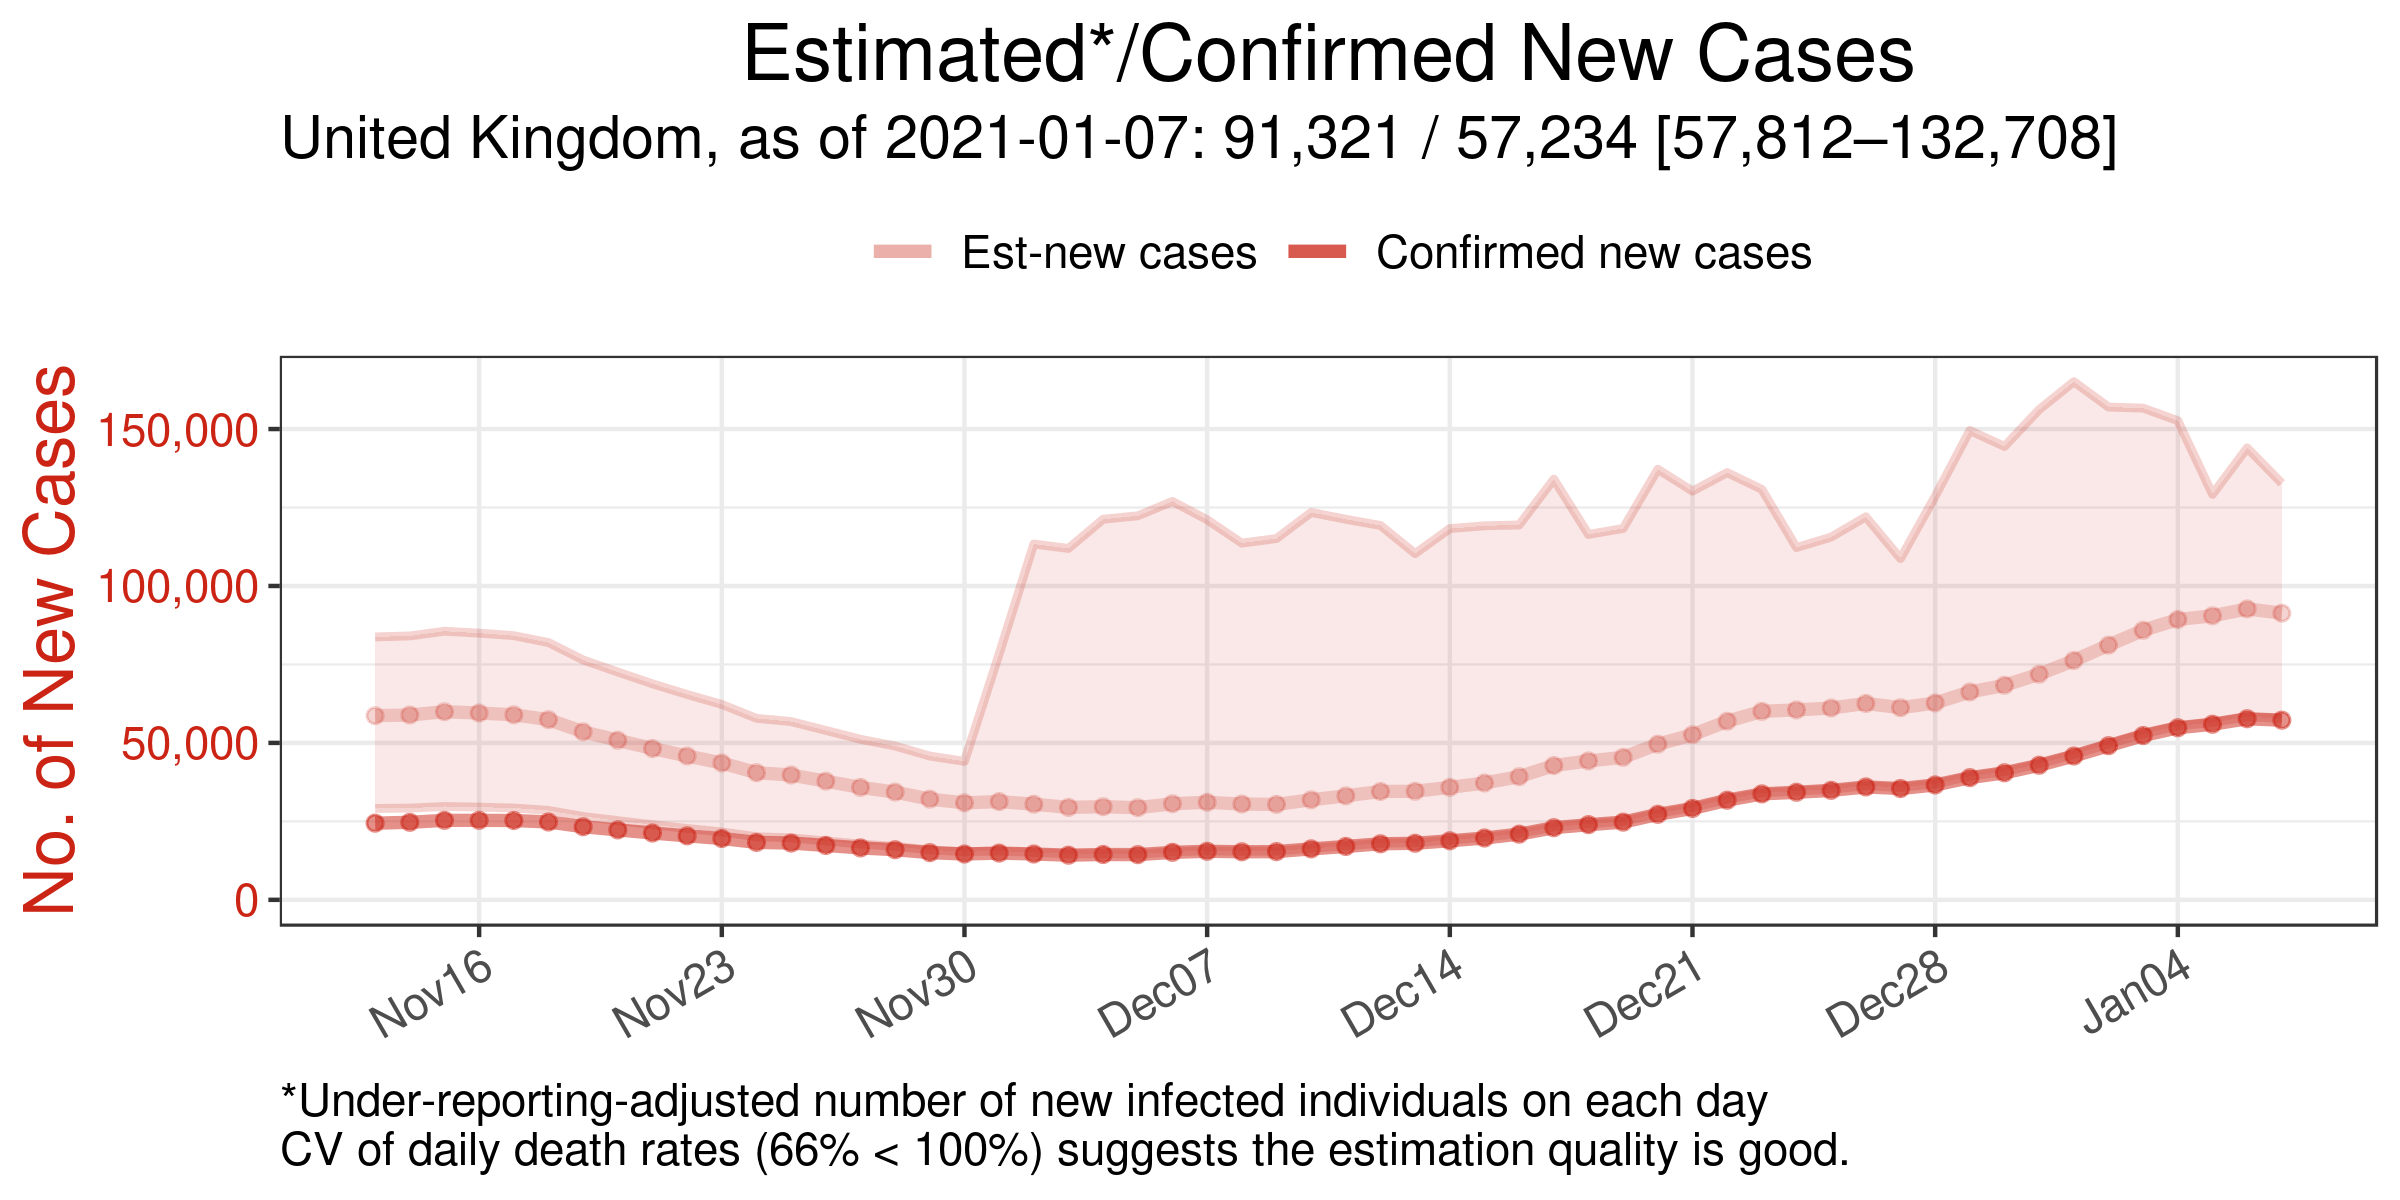 Estimated*/Confirmed New Cases
United Kingdom, as of 2021-01-07: 91,321 / 57,234 [57,812–132,708]
Est-new cases
Confirmed new cases
No. of New Cases
150,000
100,000
50,000
0
Nov16
Nov23
Nov30
Dec07
Dec14
Dec21
Dec28
Jan04
*Under-reporting-adjusted number of new infected individuals on each day
CV of daily death rates (66% < 100%) suggests the estimation quality is good.